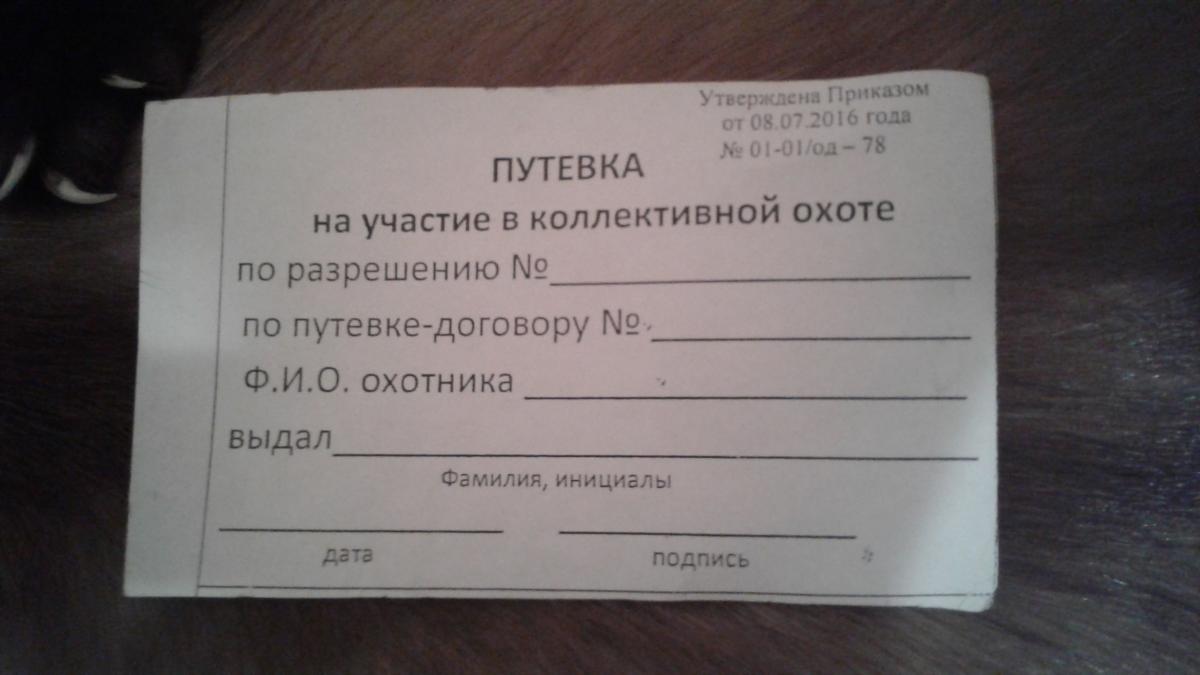 Утверждена Приказом
от 08.07.2016 года
№ 01-01/од – 78
ПУТЕВКА
на участие в коллективной охоте
по разрешению №
по путевке-договору №
Ф.И.О. охотника
выдал
Фамилия, инициалы
дата подпись